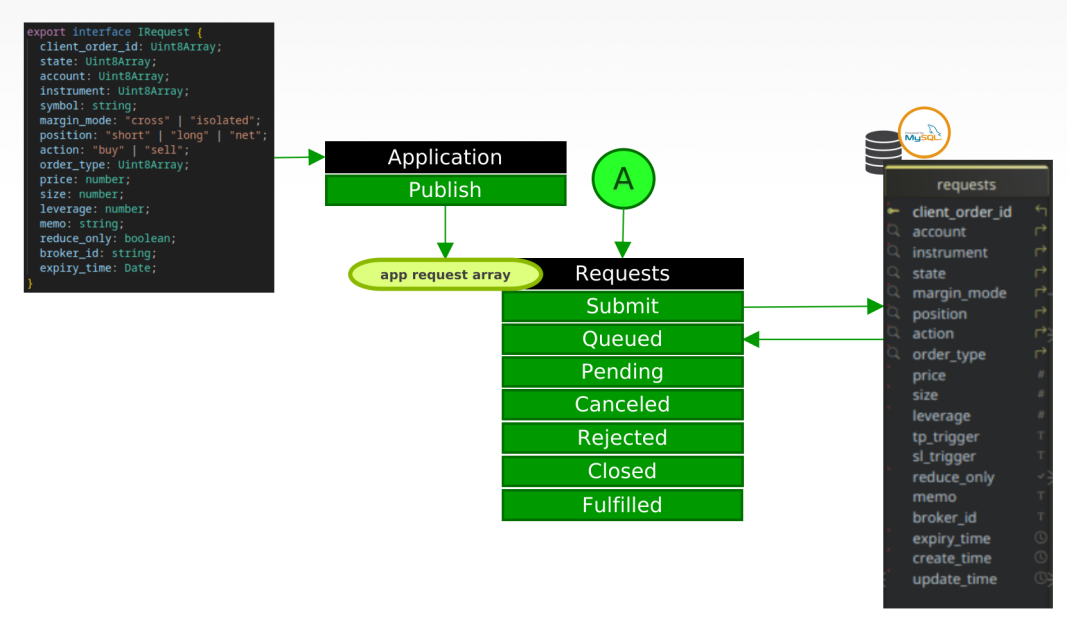 export interface IRequest {
client_order_id: Uint8Array;
state: Uint8Array;
account: Uint8Array;
instrument: Uint8Array;
symbol: string;
margin_mode: "cross" | "isolated";
position: "short" | "long" | "net";
action: "buy" | "sell";
order_type: Uint8Array;
price: number;
size: number;
leverage: number;
memo: string;
reduce_only: boolean;
broker_id: string;
expiry_time: Date;
}
Application
Publish
A
app request array
Requests
Submit
Queued
Pending
Canceled
Rejected
Closed
Fulfilled
MySQL
requests
client_order_id
account
instrument
state
margin_mode
position
action
order_type
price #
size #
leverage #
tp_trigger T
sl_trigger T
reduce_only
memo T
broker_id T
expiry_time
create_time
update_time